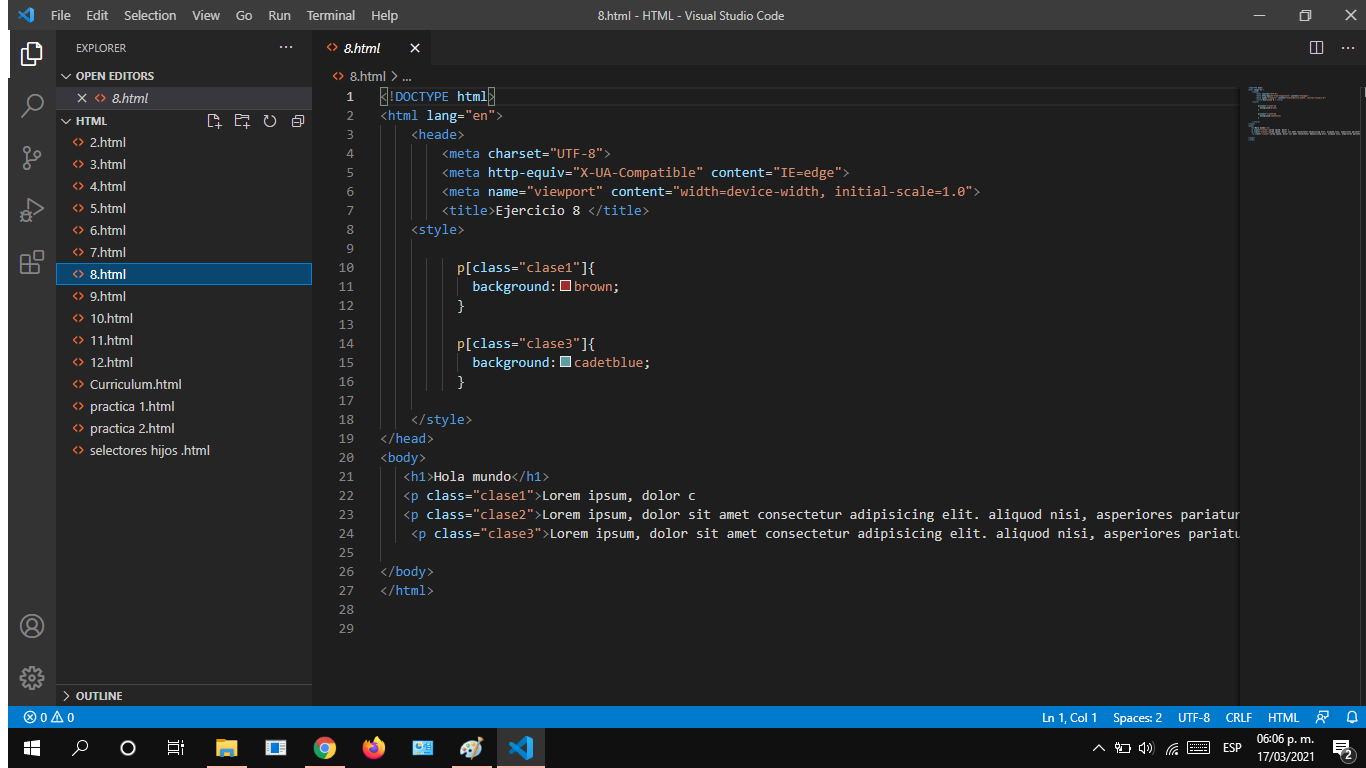 File Edit Selection View Go Run Terminal Help 8.html - HTML - Visual Studio Code
EXPLORER
OPEN EDITORS
8.html
HTML
2.html
3.html
4.html
5.html
6.html
7.html
8.html
9.html
10.html
11.html
12.html
Curriculum.html
practica 1.html
practica 2.html
selectores hijos .html
OUTLINE
8.html
8.html > ...
1 <!DOCTYPE html>
2 <html lang="en">
3 <heade>
4 <meta charset="UTF-8">
5 <meta http-equiv="X-UA-Compatible" content="IE=edge">
6 <meta name="viewport" content="width=device-width, initial-scale=1.0">
7 <title>Ejercicio 8 </title>
8 <style>
9
10 p[class="clase1"]{
11 background: brown;
12 }
13
14 p[class="clase3"]{
15 background: cadetblue;
16 }
17
18 </style>
19 </head>
20 <body>
21 <h1>Hola mundo</h1>
22 <p class="clase1">Lorem ipsum, dolor c
23 <p class="clase2">Lorem ipsum, dolor sit amet consectetur adipisicing elit. aliquod nisi, asperiores pariatur
24 <p class="clase3">Lorem ipsum, dolor sit amet consectetur adipisicing elit. aliquod nisi, asperiores pariatu
25
26 </body>
27 </html>
28
29
0 0 Ln 1, Col 1 Spaces: 2 UTF-8 CRLF HTML
ESP
06:06 p. m.
17/03/2021
2